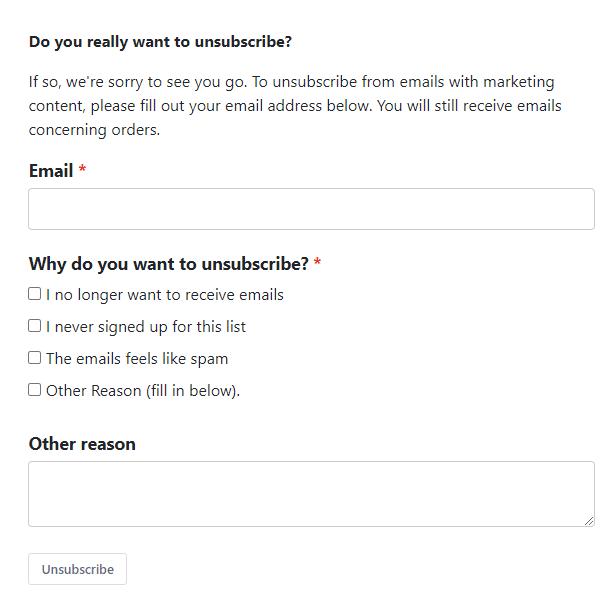 Do you really want to unsubscribe?
If so, we're sorry to see you go. To unsubscribe from emails with marketing
content, please fill out your email address below. You will still receive emails
concerning orders.
Email *
Why do you want to unsubscribe? *
I no longer want to receive emails
I never signed up for this list
The emails feels like spam
Other Reason (fill in below).
Other reason
Unsubscribe